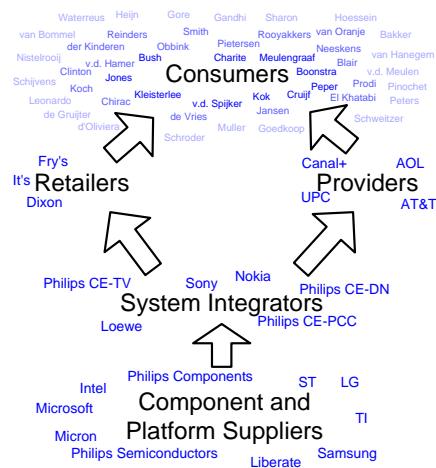 Waterreus Heijn Gore Gandhi Sharon Hoessein
van Bommel Reinders Smith Rooyakkers van Oranje Bakker
der Kinderen Obbink Pietersen Neeskens van Hanegem
Nistelrooij v.d. Hamer Bush Charite Meulengraaf Blair
Schijvens Clinton Jones Consumers Boonstra v.d. Meulen
Koch Kleisterlee Peper Prodi Pinochet
Leonardo Chirac v.d. Spijker Kok Cruijf El Khatabi Peters
de Gruijter de Vries Jansen Schweitzer
d'Oliviera Schroder Muller Goedkoop
Fry's Canal+ AOL
It's Retailers Providers
Dixon UPC AT&T
Philips CE-TV Sony Nokia Philips CE-DN
System Integrators
Loewe Philips CE-PCC
Philips Components ST LG
Intel
Microsoft Component and TI
Micron Platform Suppliers
Philips Semiconductors Liberate Samsung